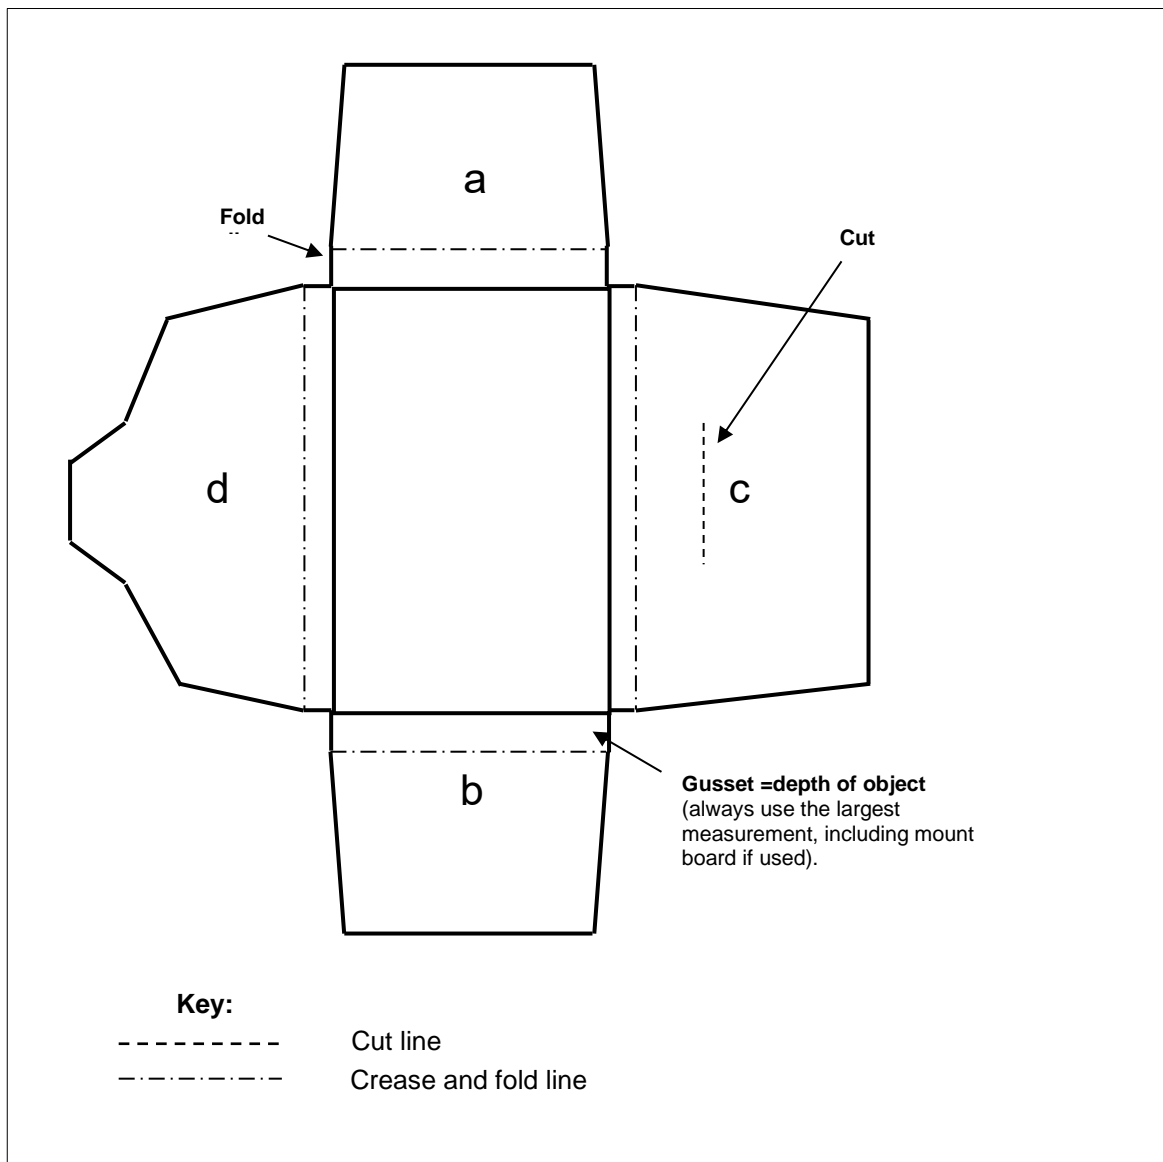 a
Fold
Cut
d
c
b
Gusset =depth of object
(always use the largest
measurement, including mount
board if used).
Key:
Cut line
Crease and fold line